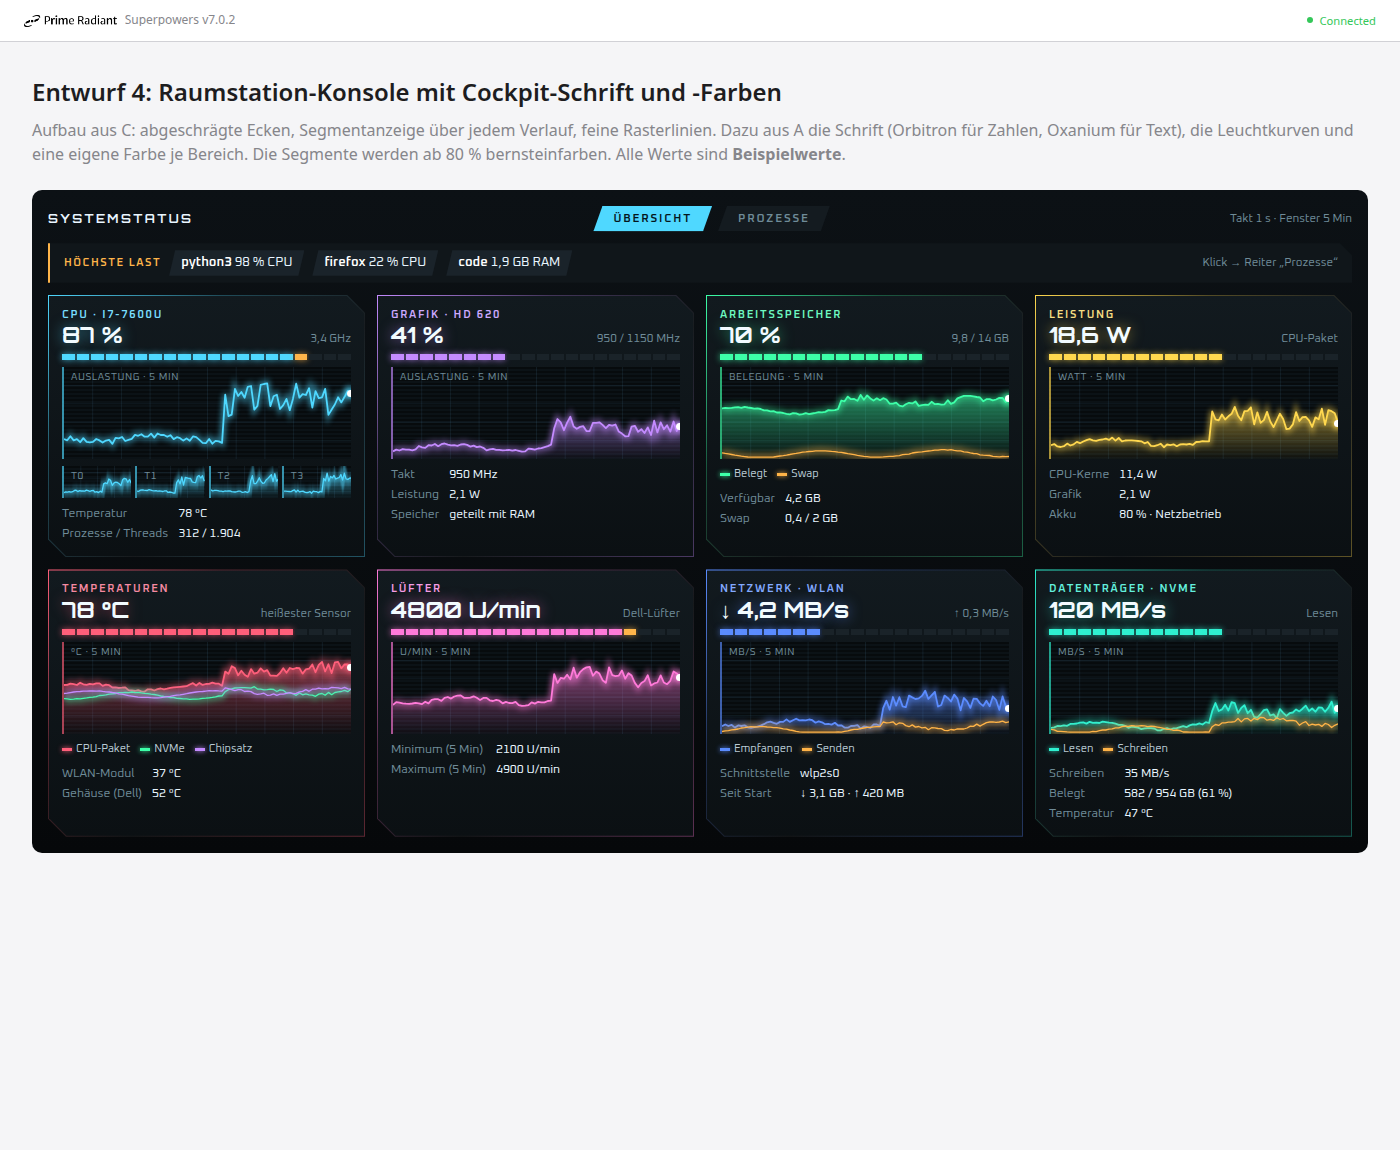 Prime Radiant Superpowers v7.0.2
Connected
Entwurf 4: Raumstation-Konsole mit Cockpit-Schrift und -Farben
Aufbau aus C: abgeschrägte Ecken, Segmentanzeige über jedem Verlauf, feine Rasterlinien. Dazu aus A die Schrift (Orbitron für Zahlen, Oxanium für Text), die Leuchtkurven und
eine eigene Farbe je Bereich. Die Segmente werden ab 80 % bernsteinfarben. Alle Werte sind Beispielwerte.
SYSTEMSTATUS
ÜBERSICHT
PROZESSE
Takt 1 s · Fenster 5 Min
HÖCHSTE LAST python3 98 % CPU firefox 22 % CPU code 1,9 GB RAM
Klick → Reiter „Prozesse“
CPU · I7-7600U
87 %
3,4 GHz
AUSLASTUNG · 5 MIN
T0 T1 T2 T3
Temperatur 78 °C
Prozesse / Threads 312 / 1.904
GRAFIK · HD 620
41 %
950 / 1150 MHz
AUSLASTUNG · 5 MIN
Takt 950 MHz
Leistung 2,1 W
Speicher geteilt mit RAM
ARBEITSSPEICHER
70 %
9,8 / 14 GB
BELEGUNG · 5 MIN
Belegt Swap
Verfügbar 4,2 GB
Swap 0,4 / 2 GB
LEISTUNG
18,6 W
CPU-Paket
WATT · 5 MIN
CPU-Kerne 11,4 W
Grafik 2,1 W
Akku 80 % · Netzbetrieb
TEMPERATUREN
78 °C
heißester Sensor
°C · 5 MIN
CPU-Paket NVMe Chipsatz
WLAN-Modul 37 °C
Gehäuse (Dell) 52 °C
LÜFTER
4800 U/min
Dell-Lüfter
U/MIN · 5 MIN
Minimum (5 Min) 2100 U/min
Maximum (5 Min) 4900 U/min
NETZWERK · WLAN
↓ 4,2 MB/s
↑ 0,3 MB/s
MB/S · 5 MIN
Empfangen Senden
Schnittstelle wlp2s0
Seit Start ↓ 3,1 GB · ↑ 420 MB
DATENTRÄGER · NVME
120 MB/s
Lesen
MB/S · 5 MIN
Lesen Schreiben
Schreiben 35 MB/s
Belegt 582 / 954 GB (61 %)
Temperatur 47 °C